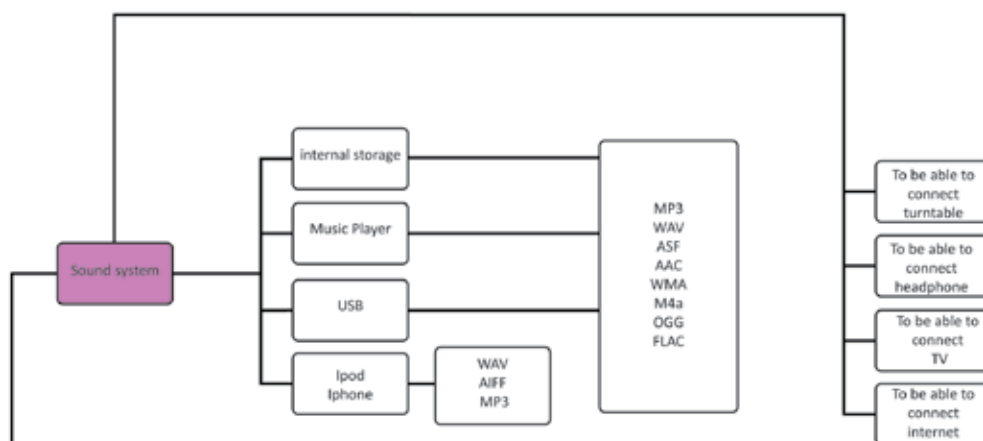 Sound system
internal storage
Music Player
USB
Ipod
Iphone
WAV
AIFF
MP3
MP3
WAV
ASF
AAC
WMA
M4a
OGG
FLAC
To be able to
connect
turntable
To be able to
connect
headphone
To be able to
connect
TV
To be able to
connect
internet